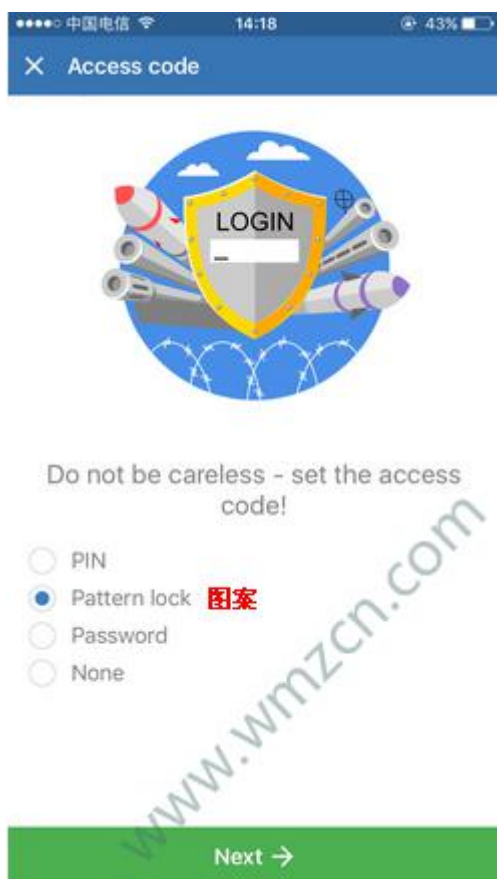 中国电信 14:18 43%
× Access code
LOGIN
Do not be careless - set the access
code!
PIN
Pattern lock 图案
Password
None
www.wmzcn.com
Next →